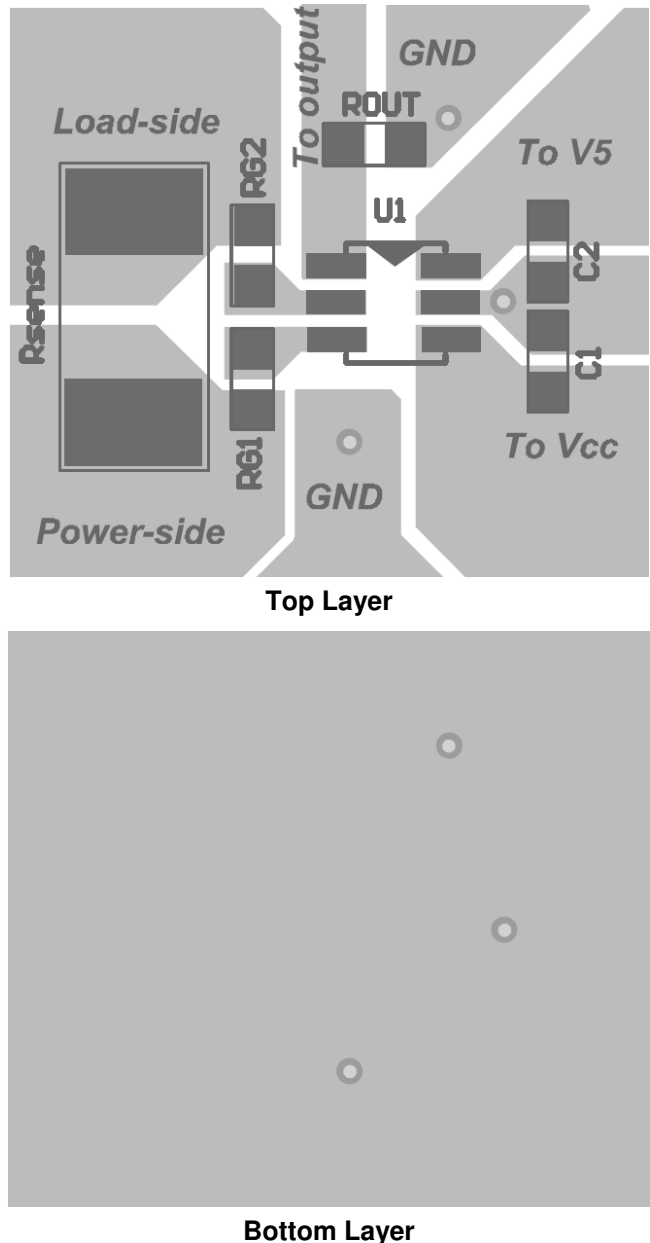 To output
GND
ROUT
Load-side
RG2
To V5
U1
Rsense
C2
C1
RG1
To Vcc
GND
Power-side
Top Layer
Bottom Layer